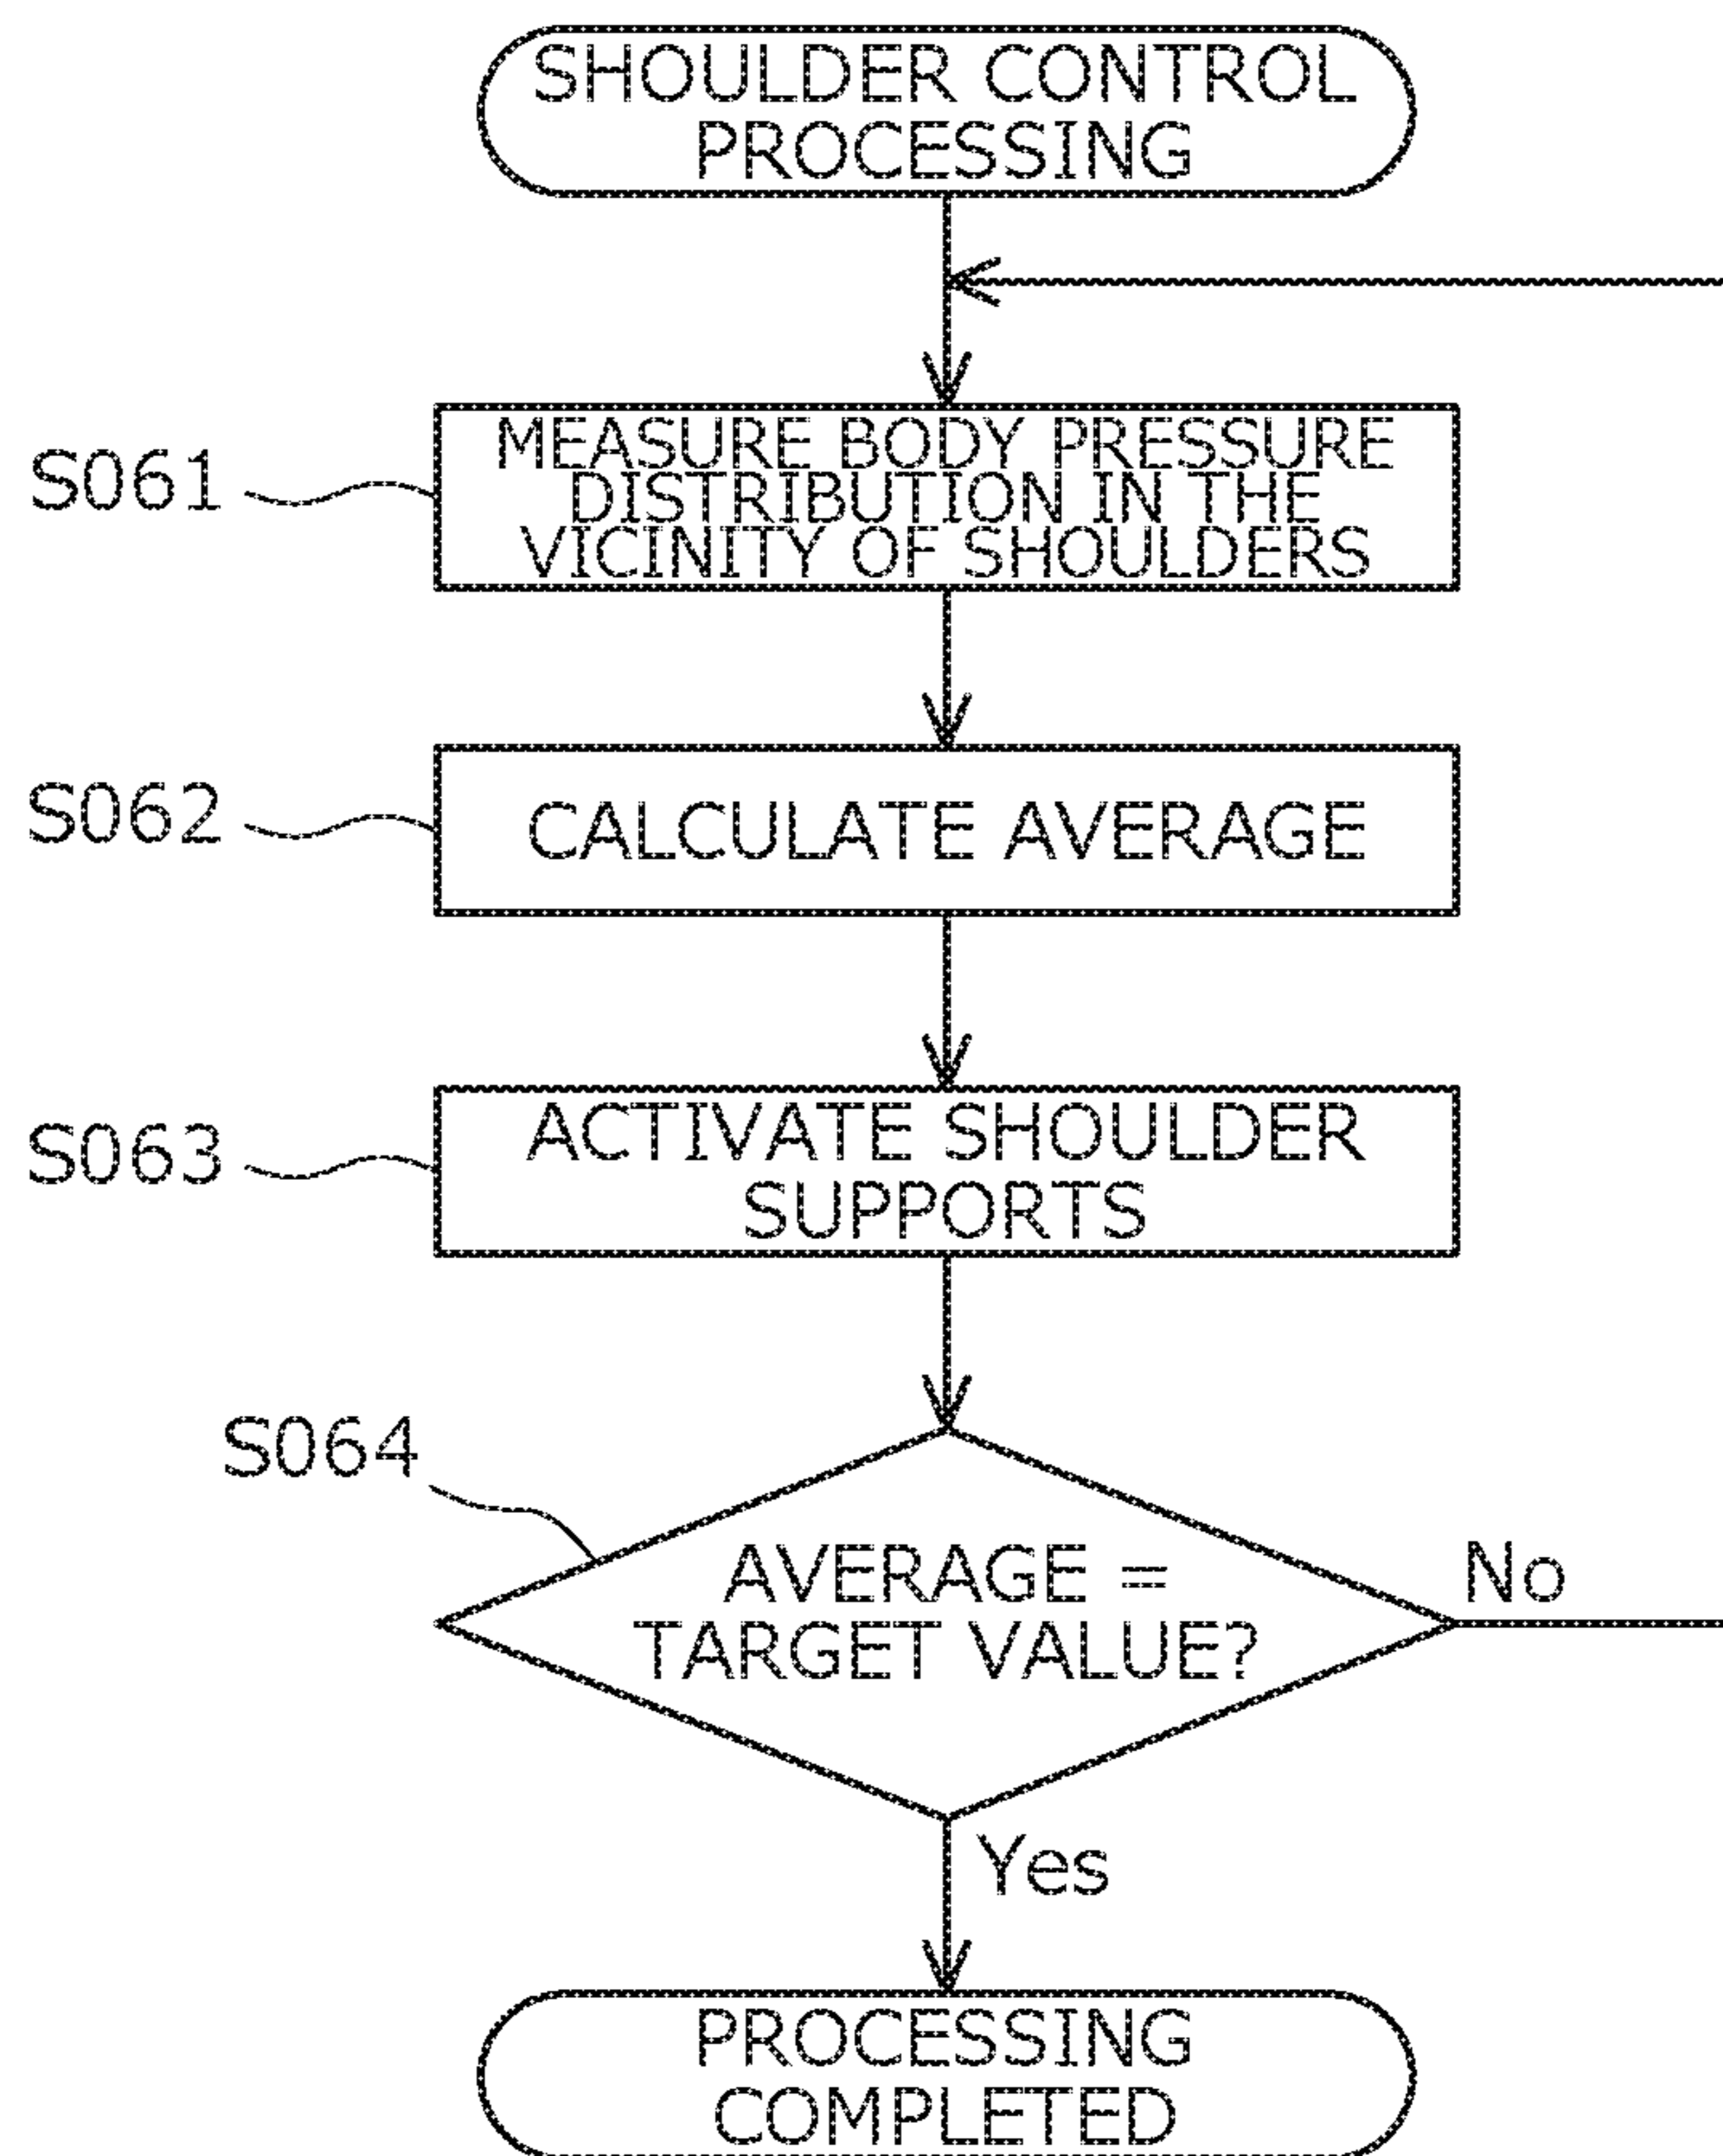 SHOULDER CONTROL
PROCESSING
S061
MEASURE BODY PRESSURE
DISTRIBUTION IN THE
VICINITY OF SHOULDERS
S062
CALCULATE AVERAGE
S063
ACTIVATE SHOULDER
SUPPORTS
S064
AVERAGE =
TARGET VALUE?
No
Yes
PROCESSING
COMPLETED